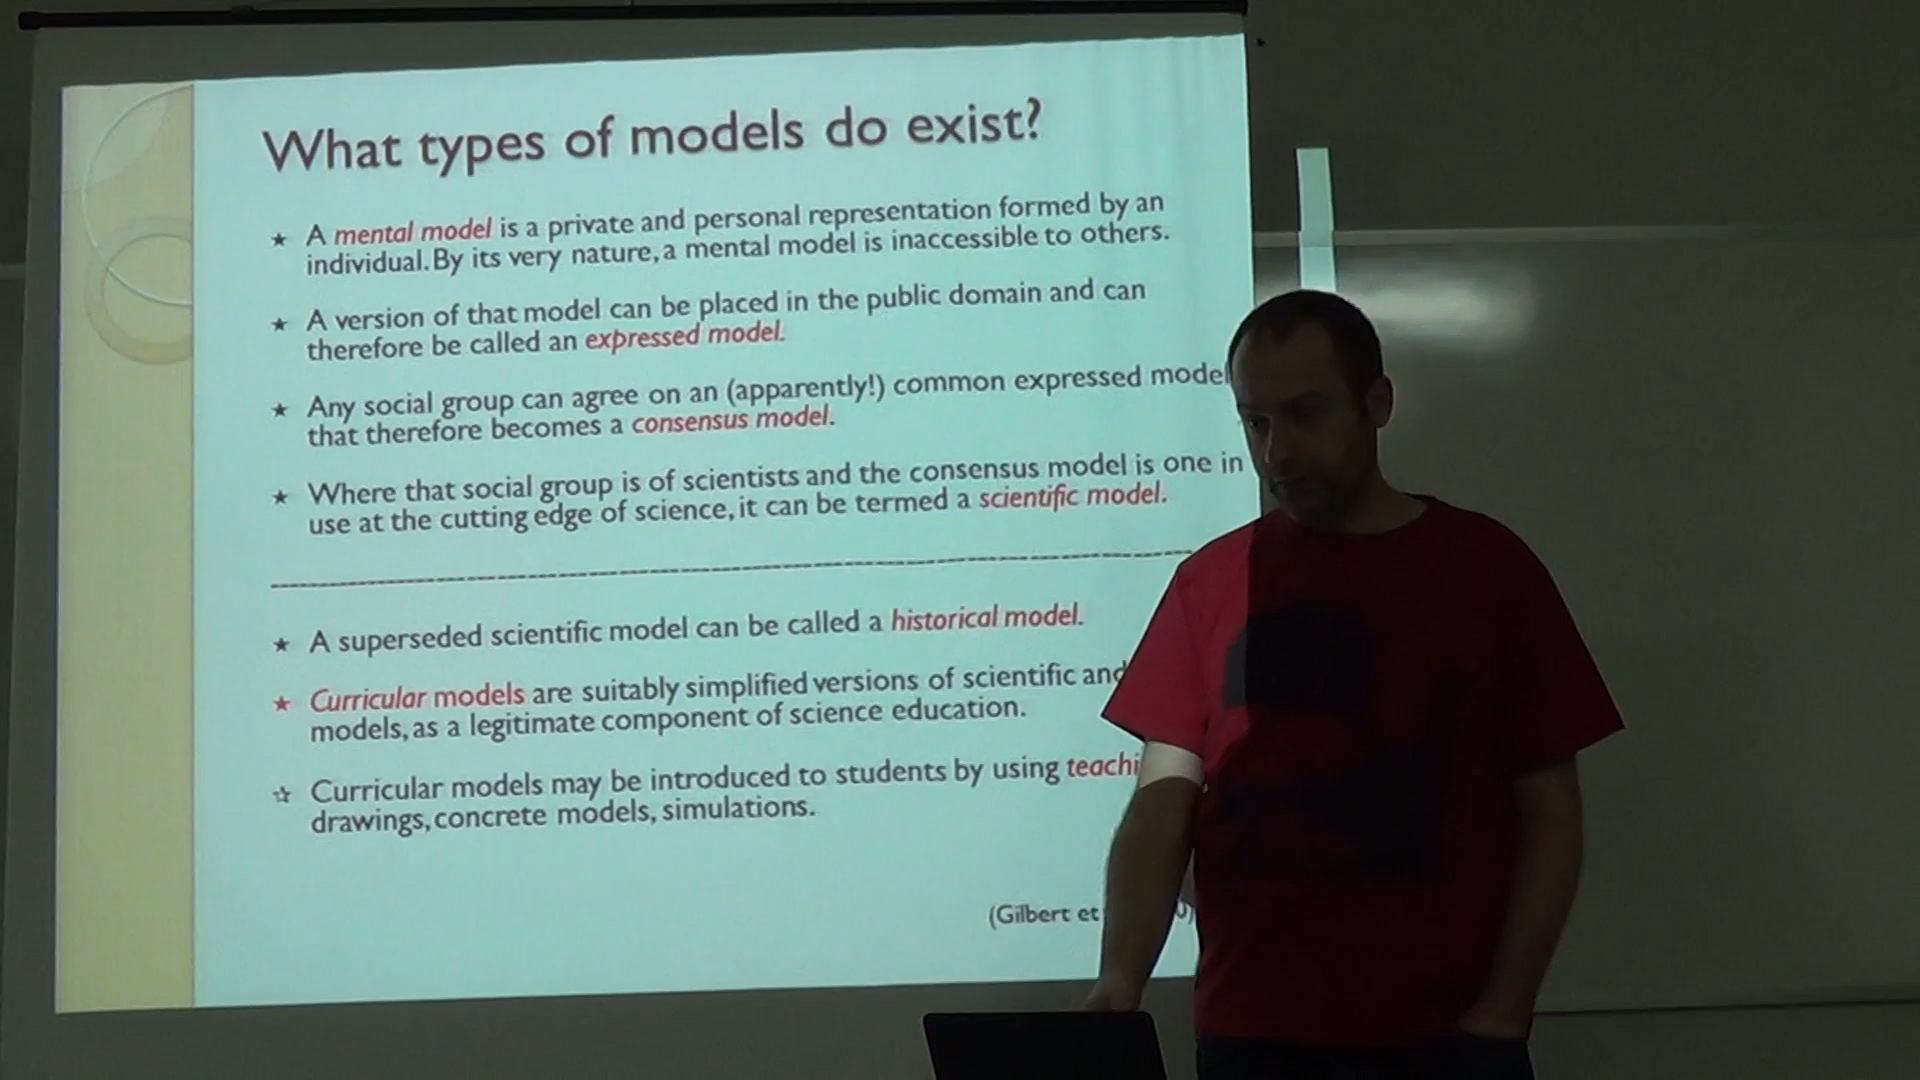 What types of models do exist?
★ A mental model is a private and personal representation formed by an
individual. By its very nature, a mental model is inaccessible to others.
★ A version of that model can be placed in the public domain and can
therefore be called an expressed model.
★ Any social group can agree on an (apparently!) common expressed model
that therefore becomes a consensus model.
★ Where that social group is of scientists and the consensus model is one in
use at the cutting edge of science, it can be termed a scientific model.
★ A superseded scientific model can be called a historical model.
★ Curricular models are suitably simplified versions of scientific and
models, as a legitimate component of science education.
☆ Curricular models may be introduced to students by using teachi
drawings, concrete models, simulations.
(Gilbert et 0)